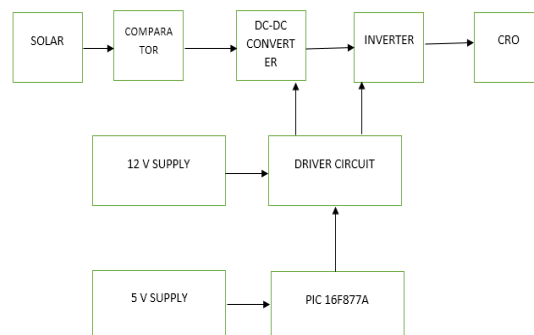 SOLAR
COMPARA
TOR
DC-DC
CONVERT
ER
INVERTER
CRO
12 V SUPPLY
DRIVER CIRCUIT
5 V SUPPLY
PIC 16F877A